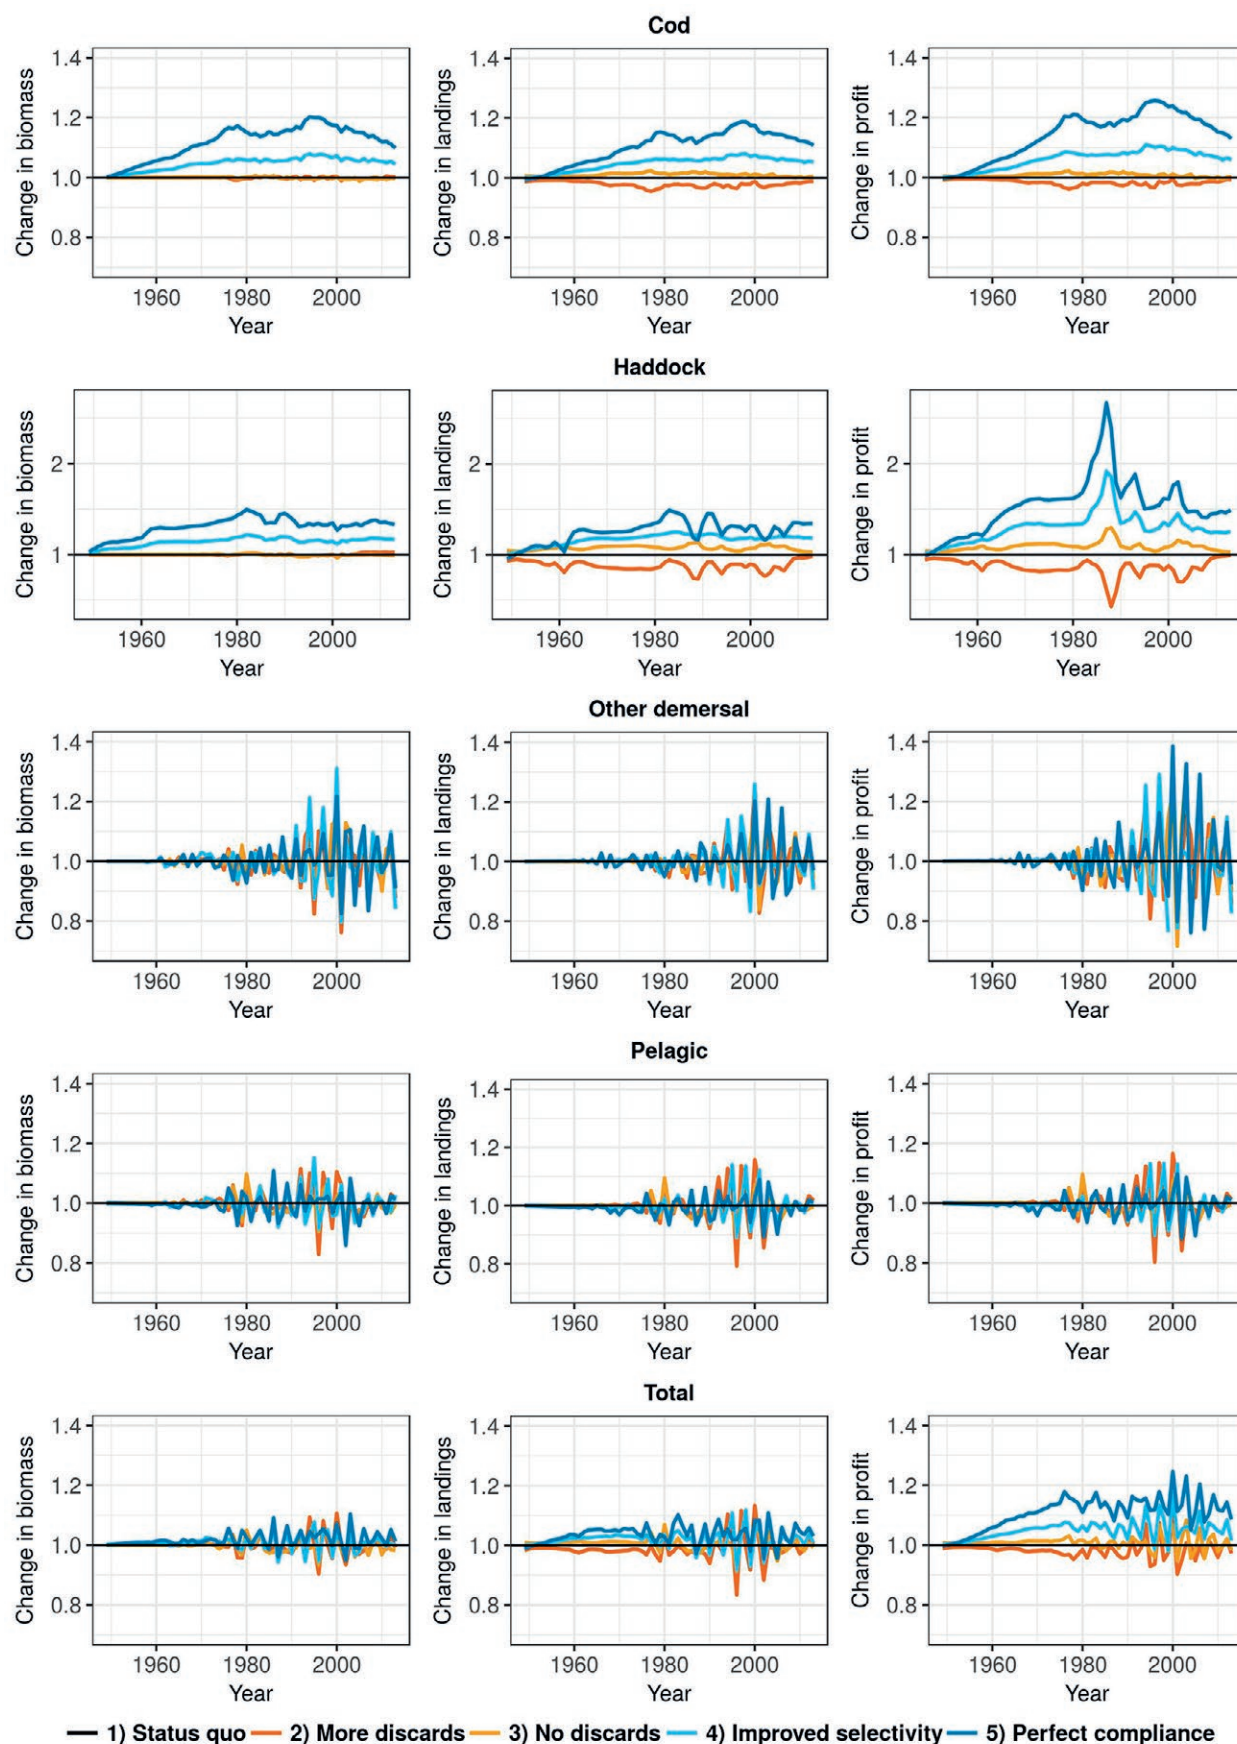 Cod
Change in biomass
1.4
1.2
1.0
0.8
1960 1980 2000
Year
Change in landings
1.4
1.2
1.0
0.8
1960 1980 2000
Year
Change in profit
1.4
1.2
1.0
0.8
1960 1980 2000
Year
Haddock
Change in biomass
2
1
1960 1980 2000
Year
Change in landings
2
1
1960 1980 2000
Year
Change in profit
2
1
1960 1980 2000
Year
Other demersal
Change in biomass
1.4
1.2
1.0
0.8
1960 1980 2000
Year
Change in landings
1.4
1.2
1.0
0.8
1960 1980 2000
Year
Change in profit
1.4
1.2
1.0
0.8
1960 1980 2000
Year
Pelagic
Change in biomass
1.4
1.2
1.0
0.8
1960 1980 2000
Year
Change in landings
1.4
1.2
1.0
0.8
1960 1980 2000
Year
Change in profit
1.4
1.2
1.0
0.8
1960 1980 2000
Year
Total
Change in biomass
1.4
1.2
1.0
0.8
1960 1980 2000
Year
Change in landings
1.4
1.2
1.0
0.8
1960 1980 2000
Year
Change in profit
1.4
1.2
1.0
0.8
1960 1980 2000
Year
1) Status quo 2) More discards 3) No discards 4) Improved selectivity 5) Perfect compliance